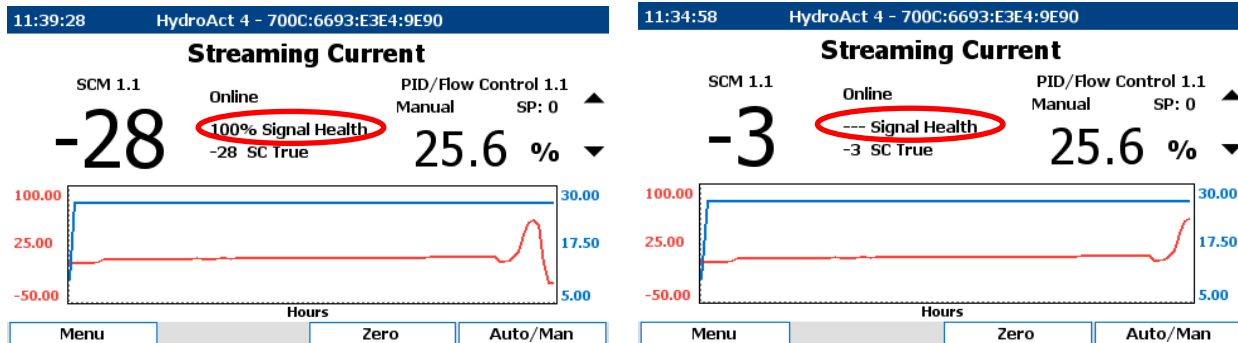 11:39:28 HydroAct 4 - 700C:6693:E3E4:9E90
Streaming Current
SCM 1.1
Online
PID/Flow Control 1.1
Manual SP: 0
-28
100% Signal Health
25.6 %
-28 SC True
100.00
30.00
25.00
17.50
-50.00
5.00
Hours
Menu Zero Auto/Man
11:34:58 HydroAct 4 - 700C:6693:E3E4:9E90
Streaming Current
SCM 1.1
Online
PID/Flow Control 1.1
Manual SP: 0
-3
--- Signal Health
25.6 %
-3 SC True
100.00
30.00
25.00
17.50
-50.00
5.00
Hours
Menu Zero Auto/Man